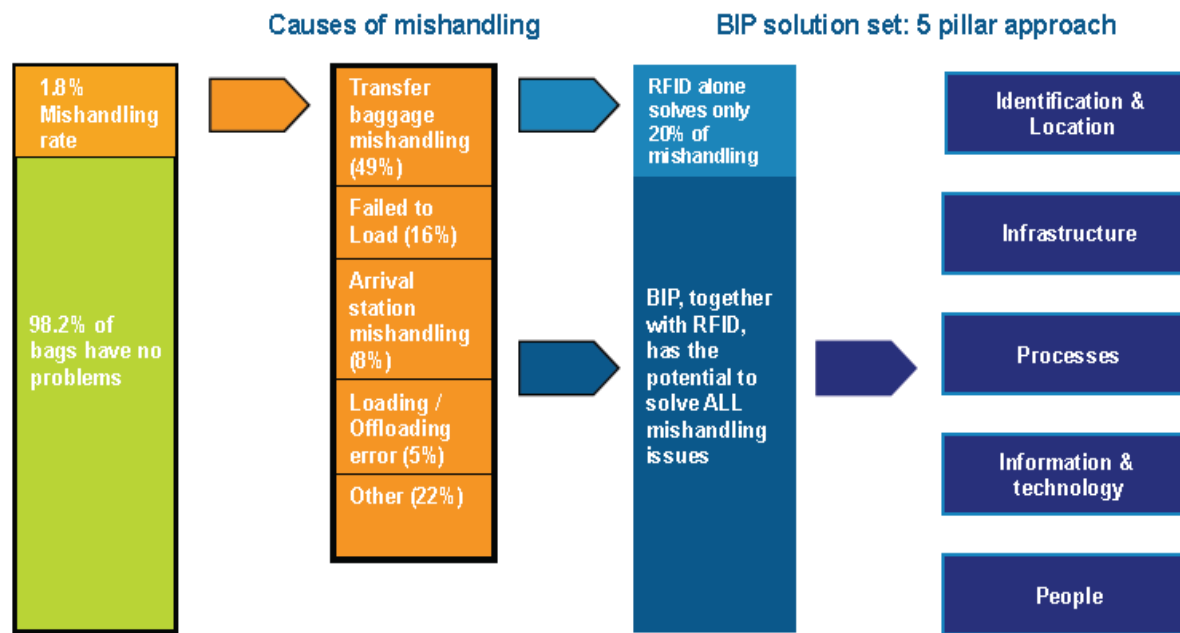 Causes of mishandling
BIP solution set: 5 pillar approach
1.8%
Mishandling
rate
98.2% of
bags have no
problems
Transfer
baggage
mishandling
(49%)
Failed to
Load (16%)
Arrival
station
mishandling
(8%)
Loading /
Offloading
error (5%)
Other (22%)
RFID alone
solves only
20% of
mishandling
BIP, together
with RFID,
has the
potential to
solve ALL
mishandling
issues
Identification &
Location
Infrastructure
Processes
Information &
technology
People